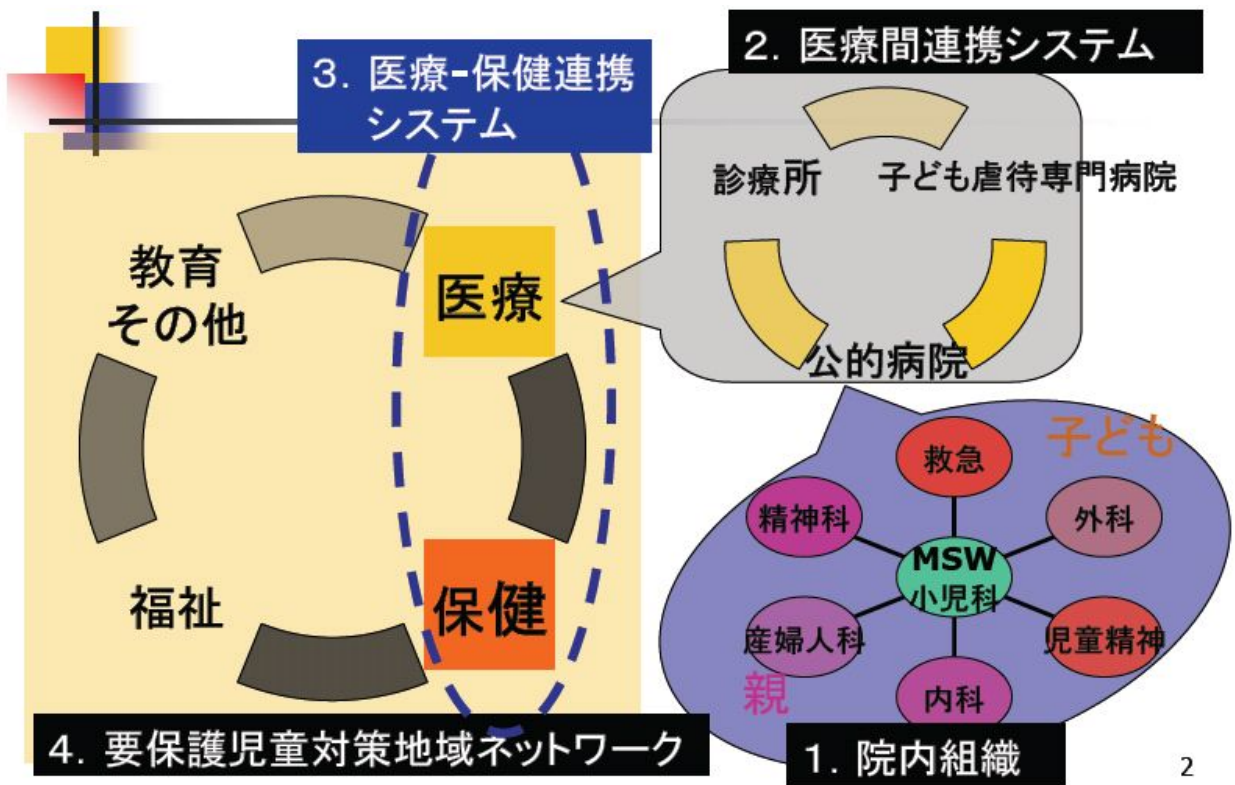 3. 医療-保健連携
システム
2. 医療間連携システム
診療所
子ども虐待専門病院
公的病院
教育
その他
医療
福祉
保健
子ども
救急
精神科
外科
MSW
小児科
産婦人科
児童精神
親
内科
4. 要保護児童対策地域ネットワーク
1. 院内組織
2